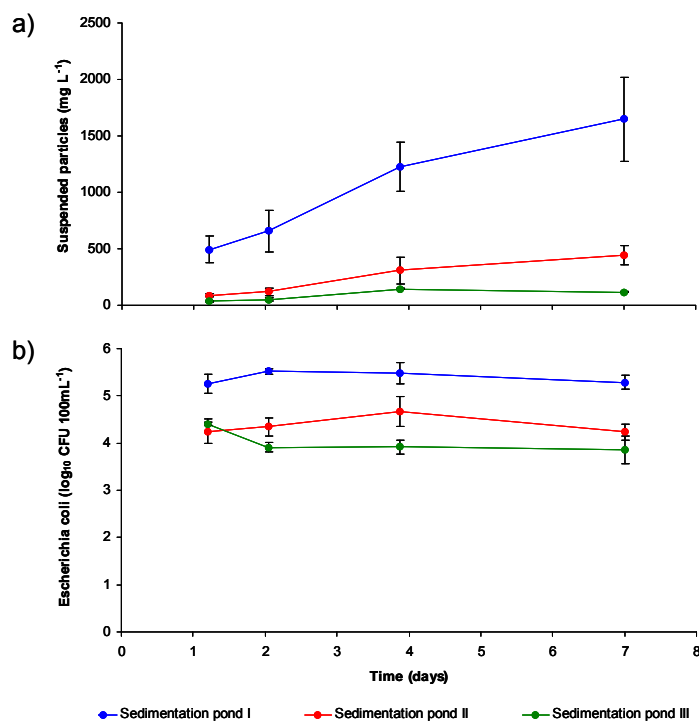 a)
Suspended particles (mg L⁻¹)
2500
2000
1500
1000
500
0
b)
Escherichia coli (log₁₀ CFU 100mL⁻¹)
6
5
4
3
2
1
0
0 1 2 3 4 5 6 7 8
Time (days)
Sedimentation pond I Sedimentation pond II Sedimentation pond III